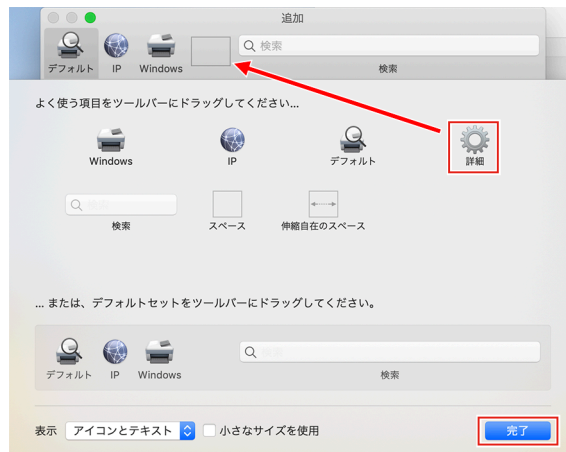 追加
検索
デフォルト IP Windows 検索
よく使う項目をツールバーにドラッグしてください...
Windows IP デフォルト 詳細
検索
検索 スペース 伸縮自在のスペース
... または、デフォルトセットをツールバーにドラッグしてください。
デフォルト IP Windows 検索
表示 アイコンとテキスト 小さなサイズを使用 完了